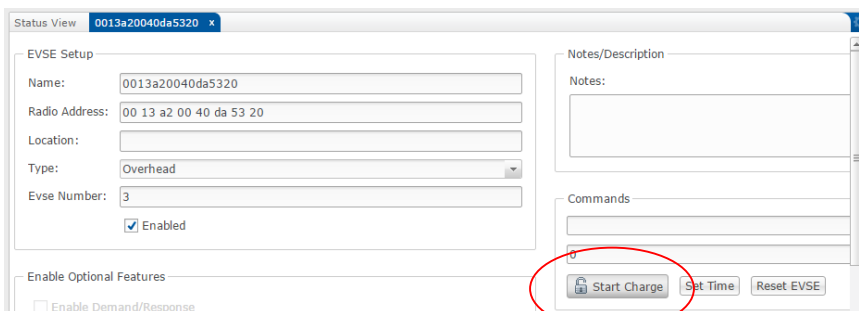 Status View 0013a20040da5320 x
EVSE Setup
Name: 0013a20040da5320
Radio Address: 00 13 a2 00 40 da 53 20
Location:
Type: Overhead
Evse Number: 3
Enabled
Enable Optional Features
Enable Demand/Response
Notes/Description
Notes:
Commands
0
Start Charge Set Time Reset EVSE